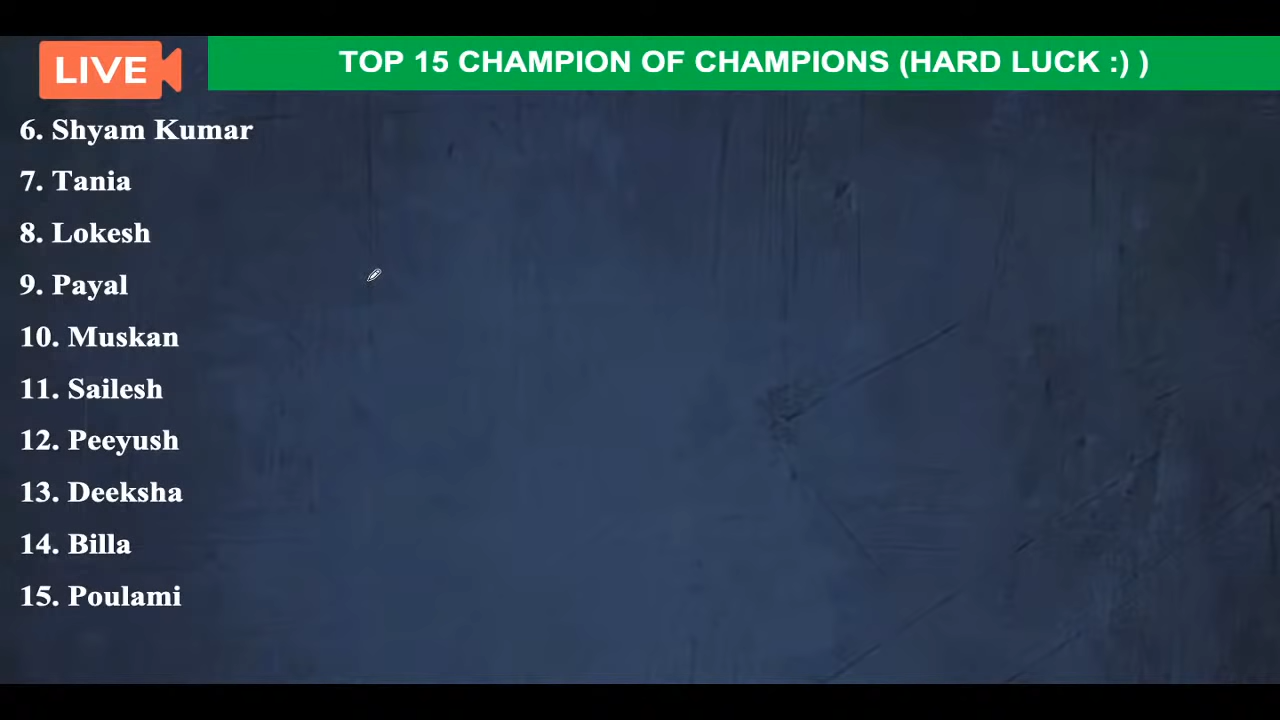 LIVE
TOP 15 CHAMPION OF CHAMPIONS (HARD LUCK :) )
6. Shyam Kumar
7. Tania
8. Lokesh
9. Payal
10. Muskan
11. Sailesh
12. Peeyush
13. Deeksha
14. Billa
15. Poulami